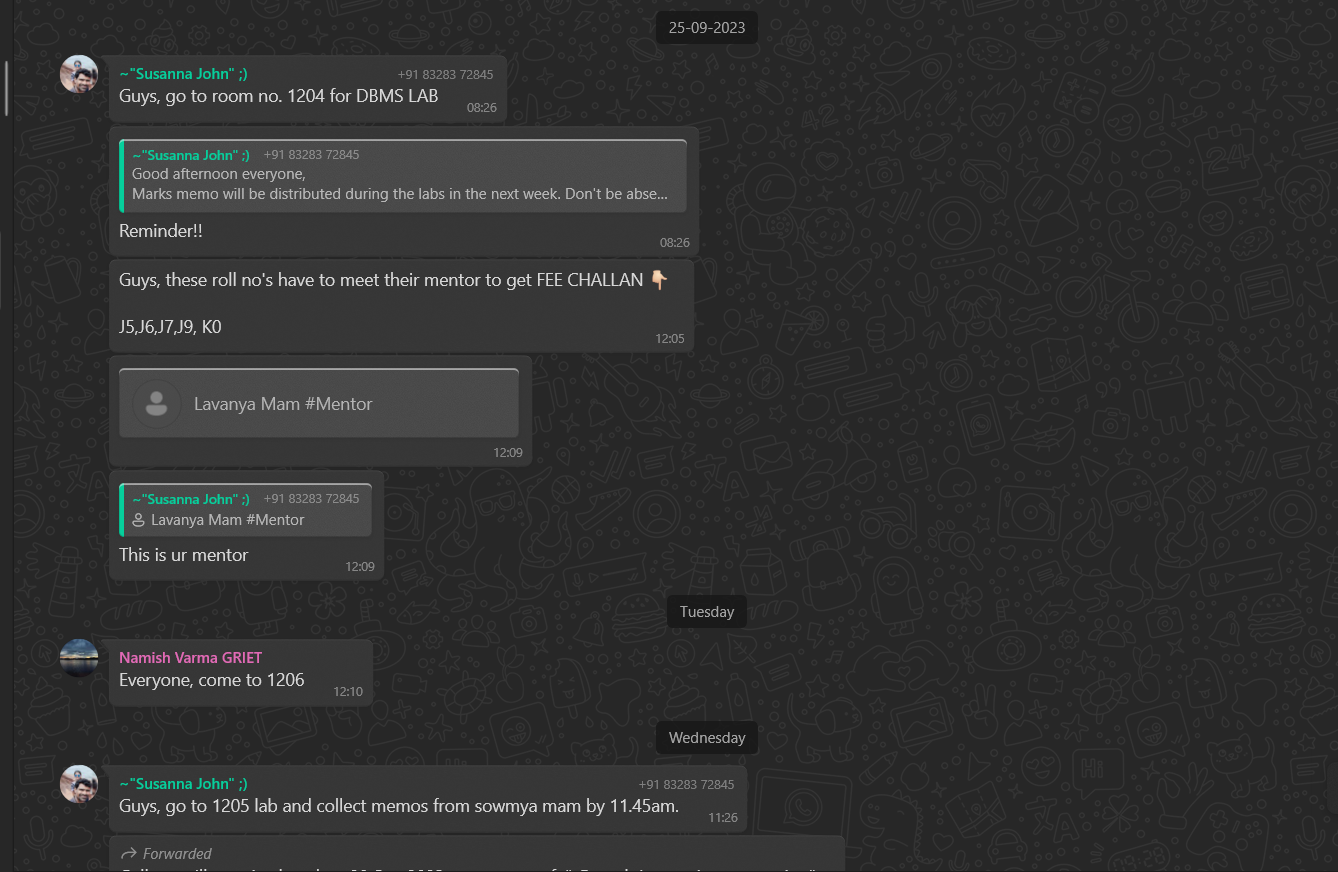 25-09-2023
~"Susanna John" ;) +91 83283 72845
Guys, go to room no. 1204 for DBMS LAB
08:26
~"Susanna John" ;) +91 83283 72845
Good afternoon everyone,
Marks memo will be distributed during the labs in the next week. Don't be abse...
Reminder!!
08:26
Guys, these roll no's have to meet their mentor to get FEE CHALLAN 👇🏻
J5,J6,J7,J9, K0
12:05
Lavanya Mam #Mentor
12:09
~"Susanna John" ;) +91 83283 72845
Lavanya Mam #Mentor
This is ur mentor
12:09
Tuesday
Namish Varma GRIET
Everyone, come to 1206
12:10
Wednesday
~"Susanna John" ;) +91 83283 72845
Guys, go to 1205 lab and collect memos from sowmya mam by 11.45am.
11:26
Forwarded